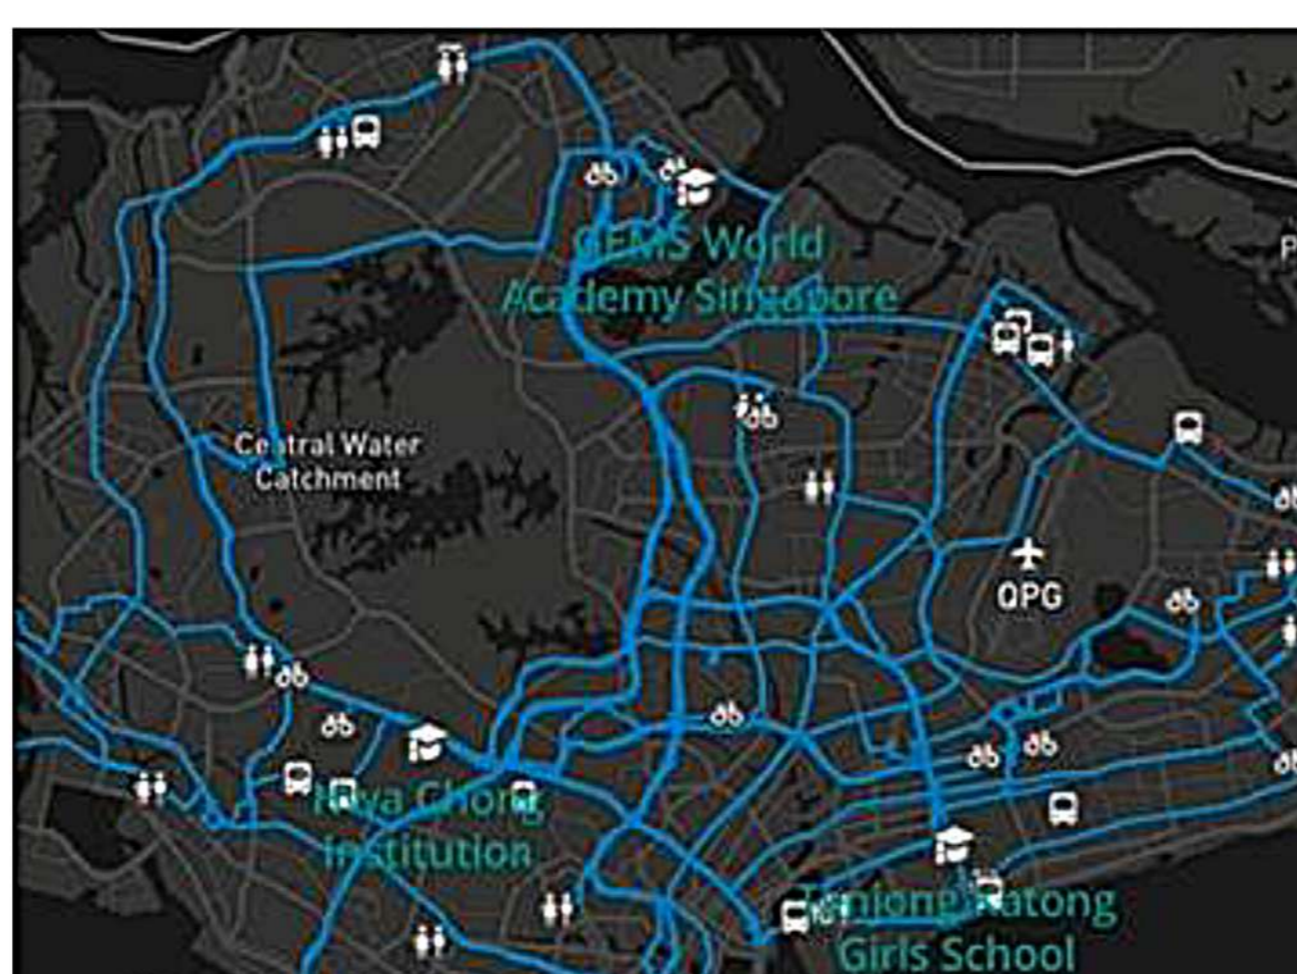 GEMS World
Academy Singapore
P
Central Water
Catchment
QPG
Hwa Chong
Institution
Tanjong Katong
Girls School